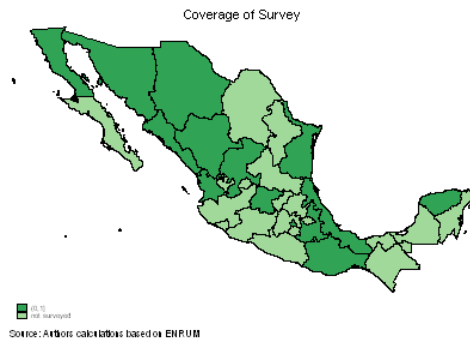 Coverage of Survey
(0,1]
not surveyed
Source: Authors calculations based on ENRUM